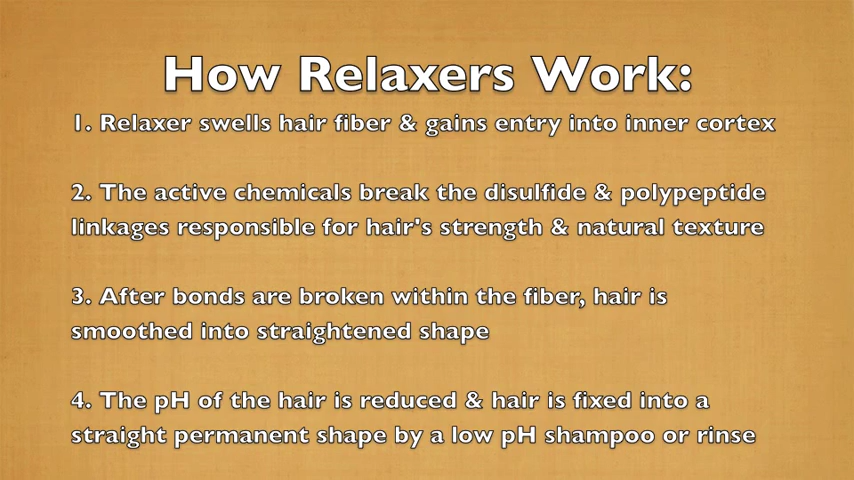 How Relaxers Work:
1. Relaxer swells hair fiber & gains entry into inner cortex
2. The active chemicals break the disulfide & polypeptide
linkages responsible for hair's strength & natural texture
3. After bonds are broken within the fiber, hair is
smoothed into straightened shape
4. The pH of the hair is reduced & hair is fixed into a
straight permanent shape by a low pH shampoo or rinse